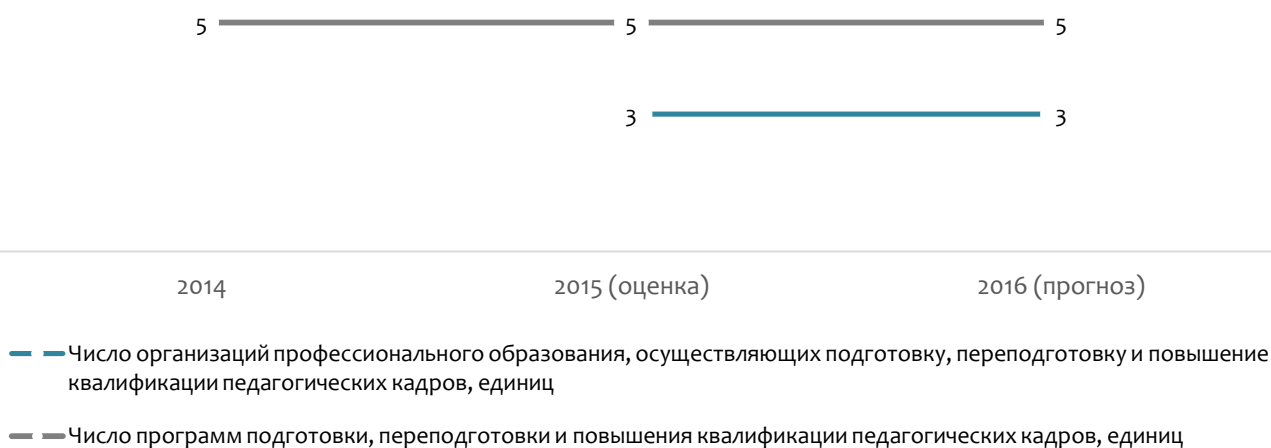 5 5 5
3 3
2014 2015 (оценка) 2016 (прогноз)
Число организаций профессионального образования, осуществляющих подготовку, переподготовку и повышение
квалификации педагогических кадров, единиц
Число программ подготовки, переподготовки и повышения квалификации педагогических кадров, единиц